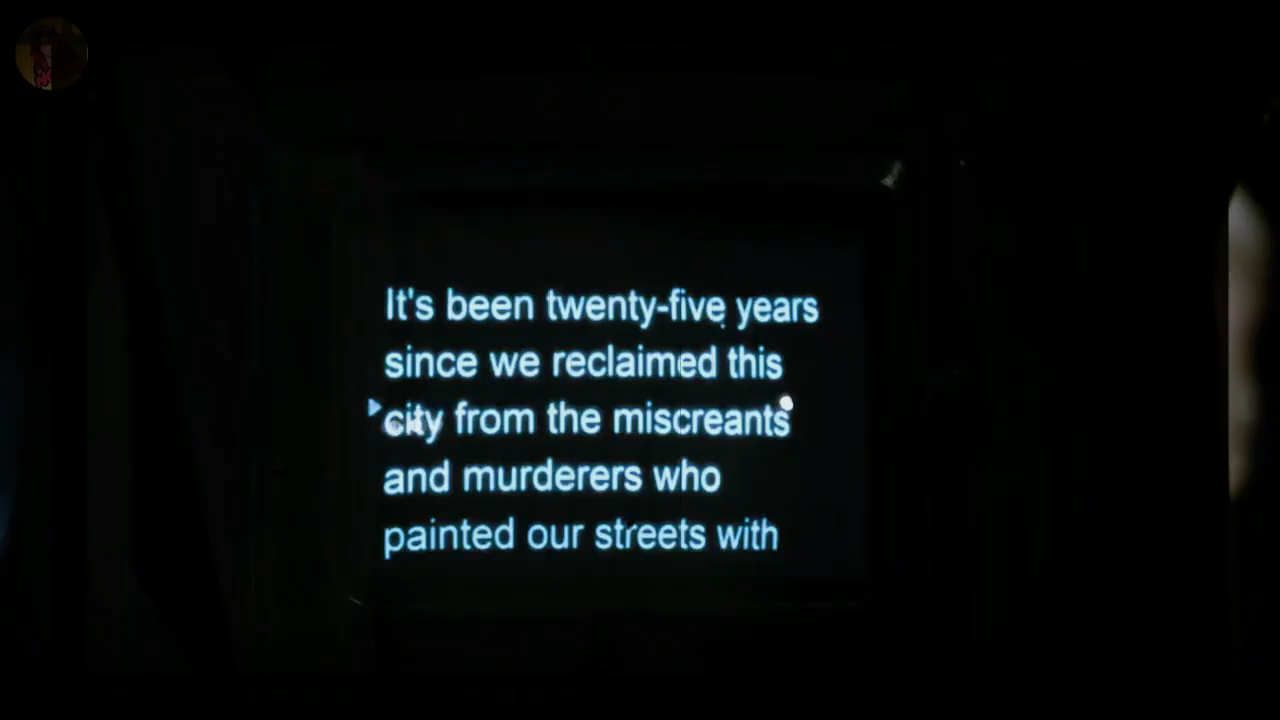 It's been twenty-five years
since we reclaimed this
city from the miscreants
and murderers who
painted our streets with